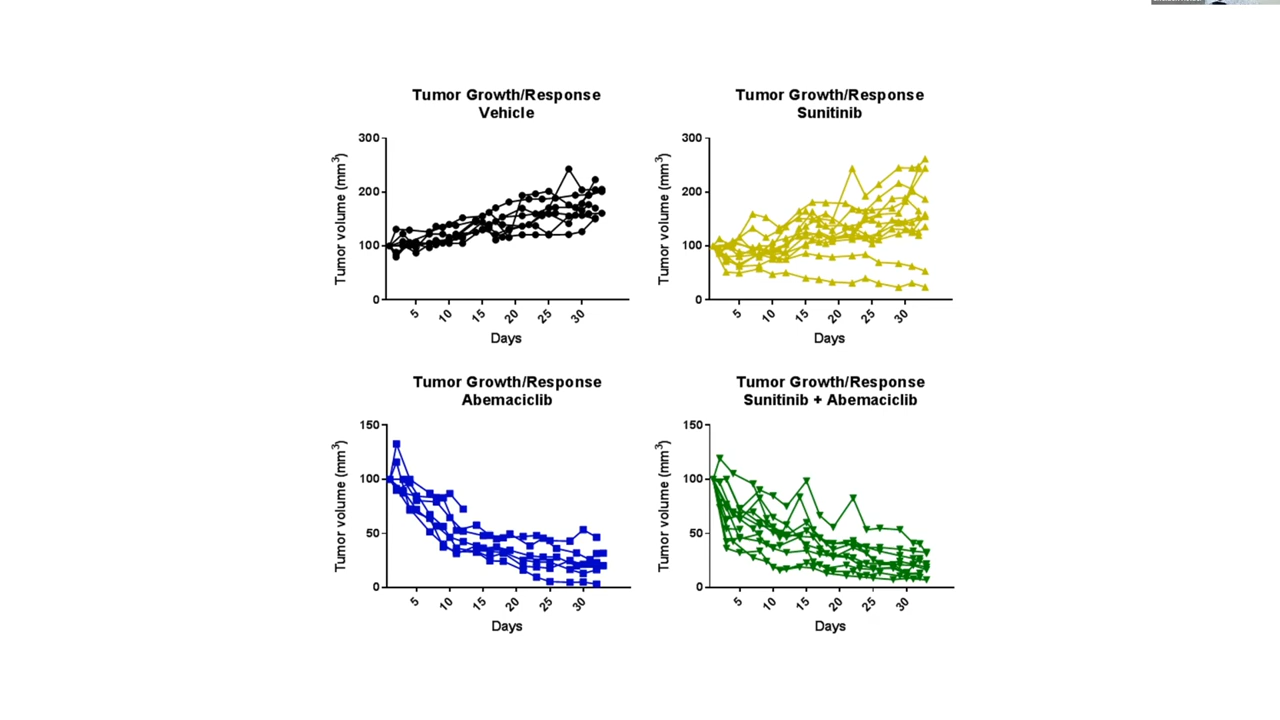 Tumor Growth/Response
Vehicle
300
200
100
0
Tumor volume (mm³)
5 10 15 20 25 30
Days
Tumor Growth/Response
Sunitinib
300
200
100
0
Tumor volume (mm³)
5 10 15 20 25 30
Days
Tumor Growth/Response
Abemaciclib
150
100
50
0
Tumor volume (mm³)
5 10 15 20 25 30
Days
Tumor Growth/Response
Sunitinib + Abemaciclib
150
100
50
0
Tumor volume (mm³)
5 10 15 20 25 30
Days